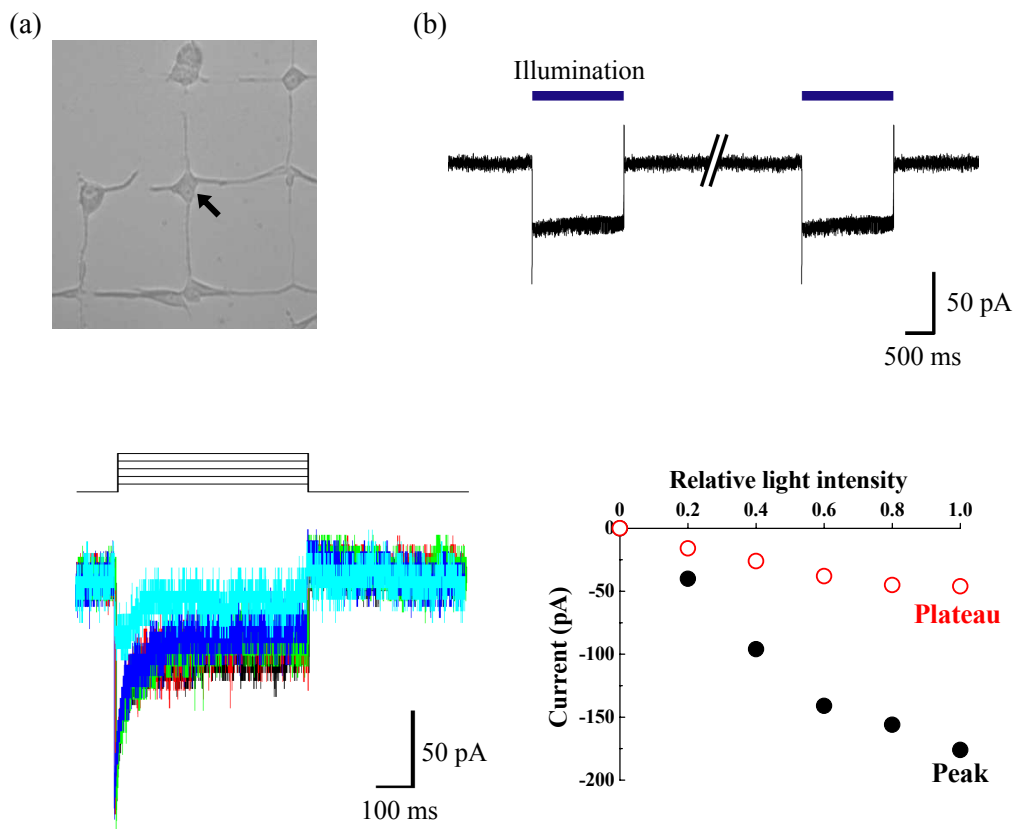 (a)
(b)
Illumination
50 pA
500 ms
50 pA
100 ms
Relative light intensity
0 0.2 0.4 0.6 0.8 1.0
0
-50
-100
-150
-200
Current (pA)
Plateau
Peak